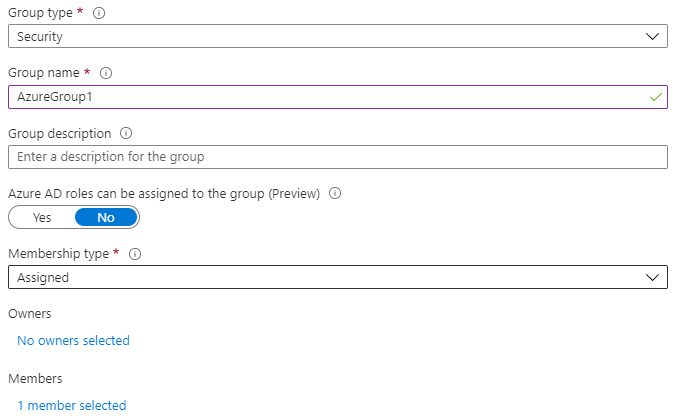 Group type *
Security
Group name *
AzureGroup1
Group description
Enter a description for the group
Azure AD roles can be assigned to the group (Preview)
Yes No
Membership type *
Assigned
Owners
No owners selected
Members
1 member selected